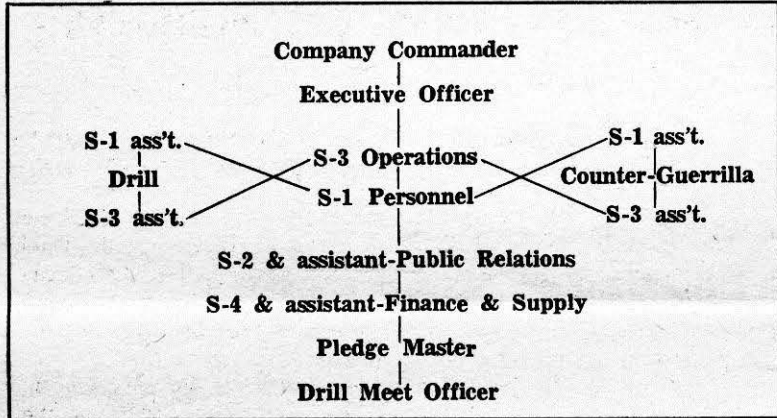 Company Commander
Executive Officer
S-1 ass't.
S-1 ass't.
S-3 Operations
Drill
Counter-Guerrilla
S-1 Personnel
S-3 ass't.
S-3 ass't.
S-2 & assistant-Public Relations
S-4 & assistant-Finance & Supply
Pledge Master
Drill Meet Officer